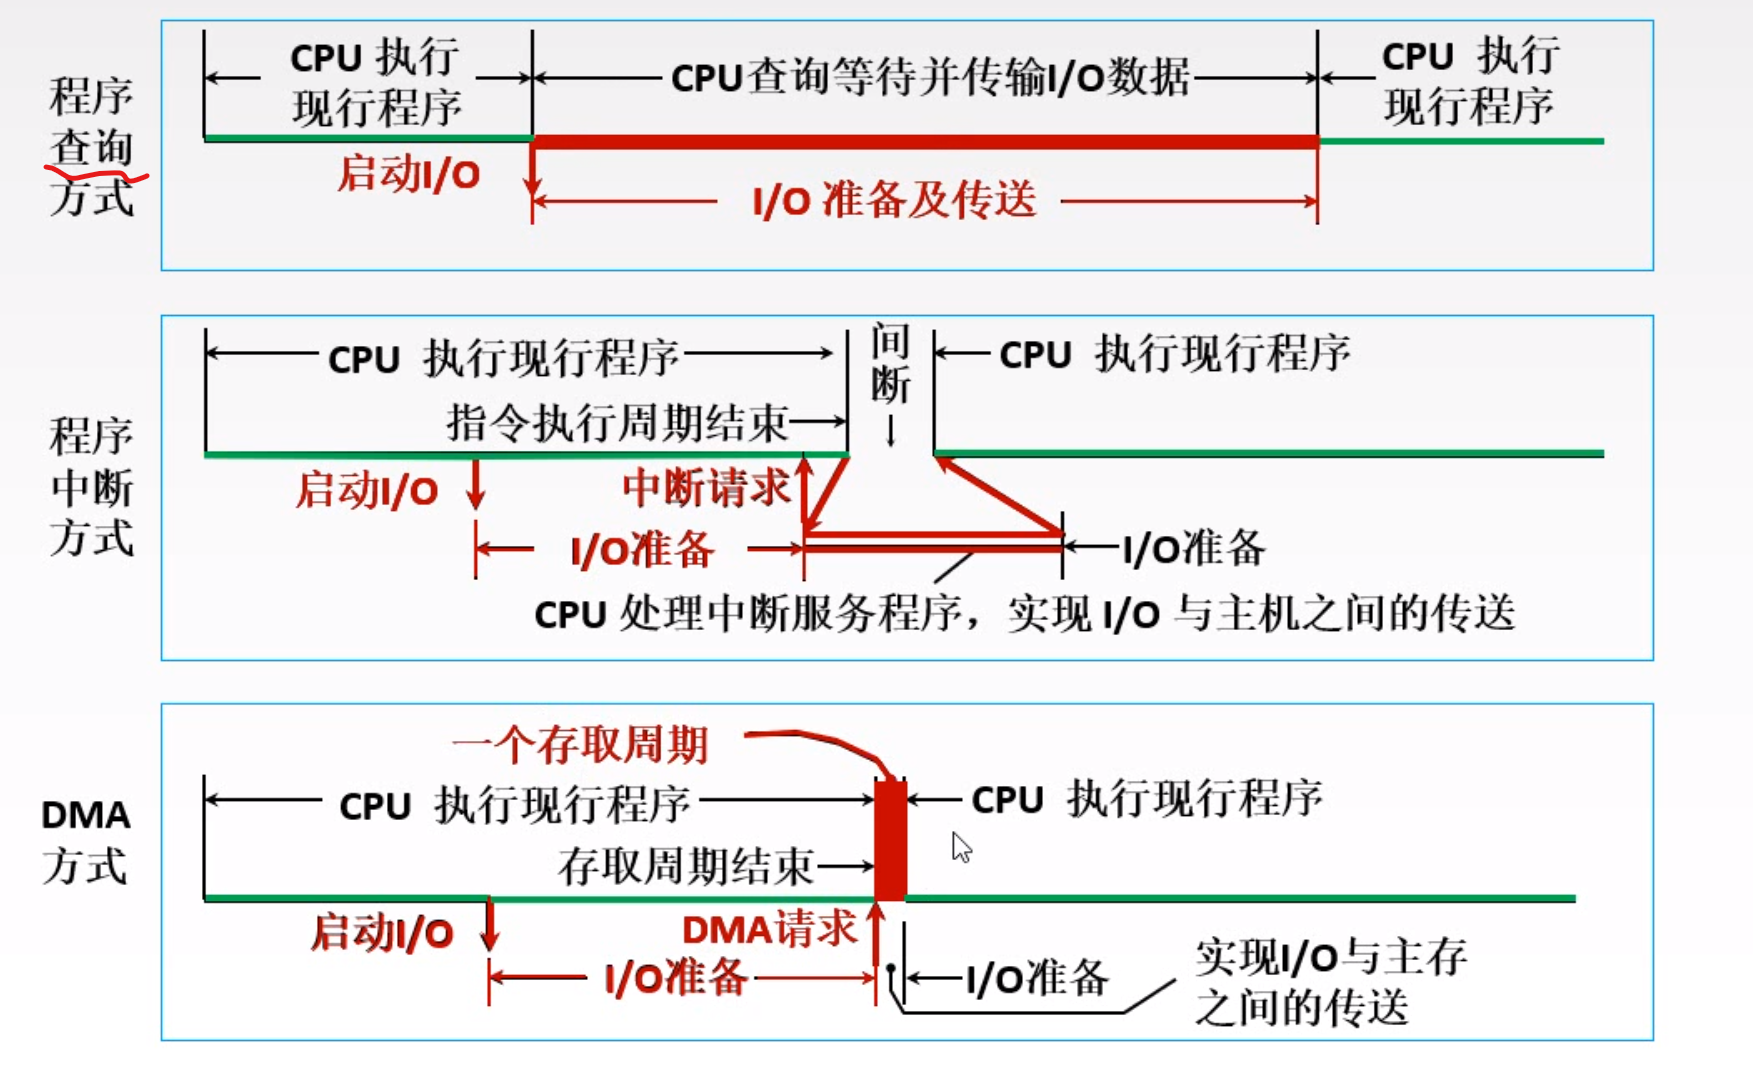 程序
查询
方式
CPU 执行
现行程序
CPU查询等待并传输I/O数据
CPU 执行
现行程序
启动I/O
I/O 准备及传送
程序
中断
方式
CPU 执行现行程序
间
断
CPU 执行现行程序
指令执行周期结束
启动I/O
中断请求
I/O准备
I/O准备
CPU 处理中断服务程序，实现 I/O 与主机之间的传送
DMA
方式
一个存取周期
CPU 执行现行程序
CPU 执行现行程序
存取周期结束
启动I/O
DMA请求
I/O准备
I/O准备
实现I/O与主存
之间的传送